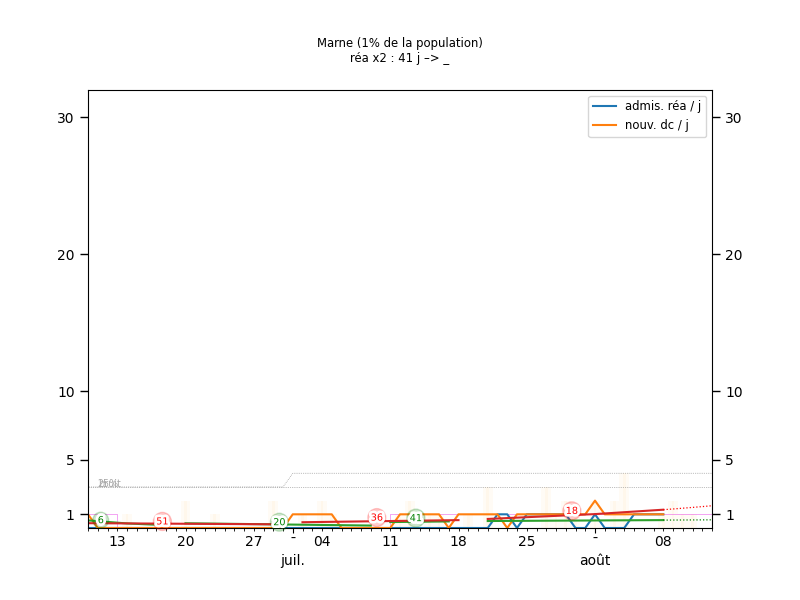 Marne (1% de la population)
réa x2 : 41 j –> _
admis. réa / j
nouv. dc / j
30 30
20 20
10 10
5 5
1 1
6 51 20 36 41 18
13 20 27 - 04 11 18 25 - 08
juil. août